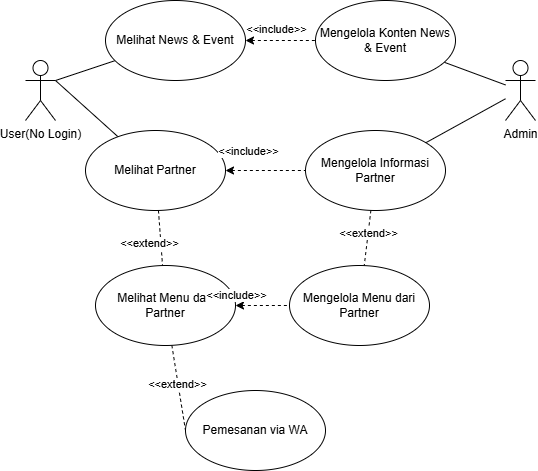 Melihat News & Event
<<include>>
Mengelola Konten News
& Event
User(No Login)
Admin
Melihat Partner
<<include>>
Mengelola Informasi
Partner
<<extend>>
<<extend>>
Melihat Menu da
Partner
<<include>>
Mengelola Menu dari
Partner
<<extend>>
Pemesanan via WA